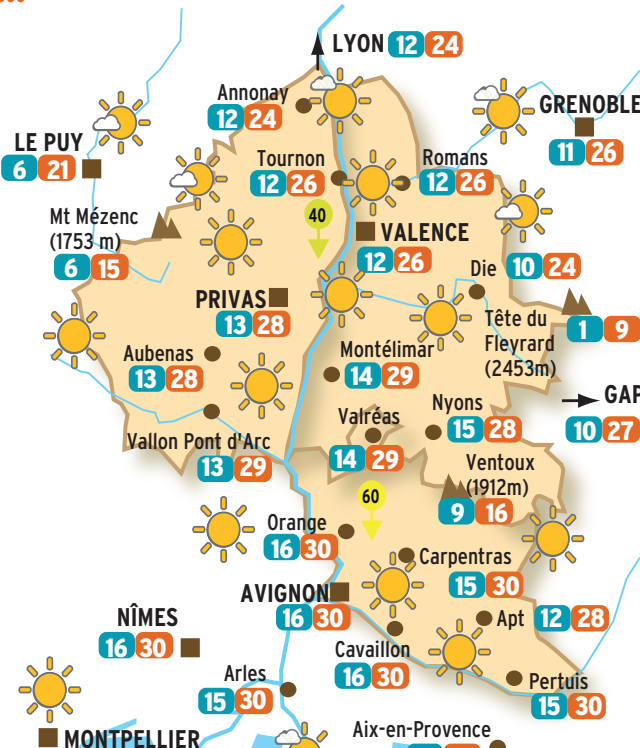 LYON 12 24
Annonay
12 24
GRENOBLE
11 26
LE PUY
6 21
Tournon
12 26
Romans
12 26
Mt Mézenc
(1753 m)
6 15
40
VALENCE
12 26
Die 10 24
PRIVAS
13 28
Tête du
Fleyrard
(2453m)
1 9
Aubenas
13 28
Montélimar
14 29
GAP
10 27
Valréas
14 29
Nyons
15 28
Vallon Pont d'Arc
13 29
Ventoux
(1912m)
9 16
60
Orange
16 30
Carpentras
15 30
AVIGNON
16 30
NÎMES
16 30
Apt 12 28
Cavaillon
16 30
Arles
15 30
Pertuis
15 30
MONTPELLIER
Aix-en-Provence